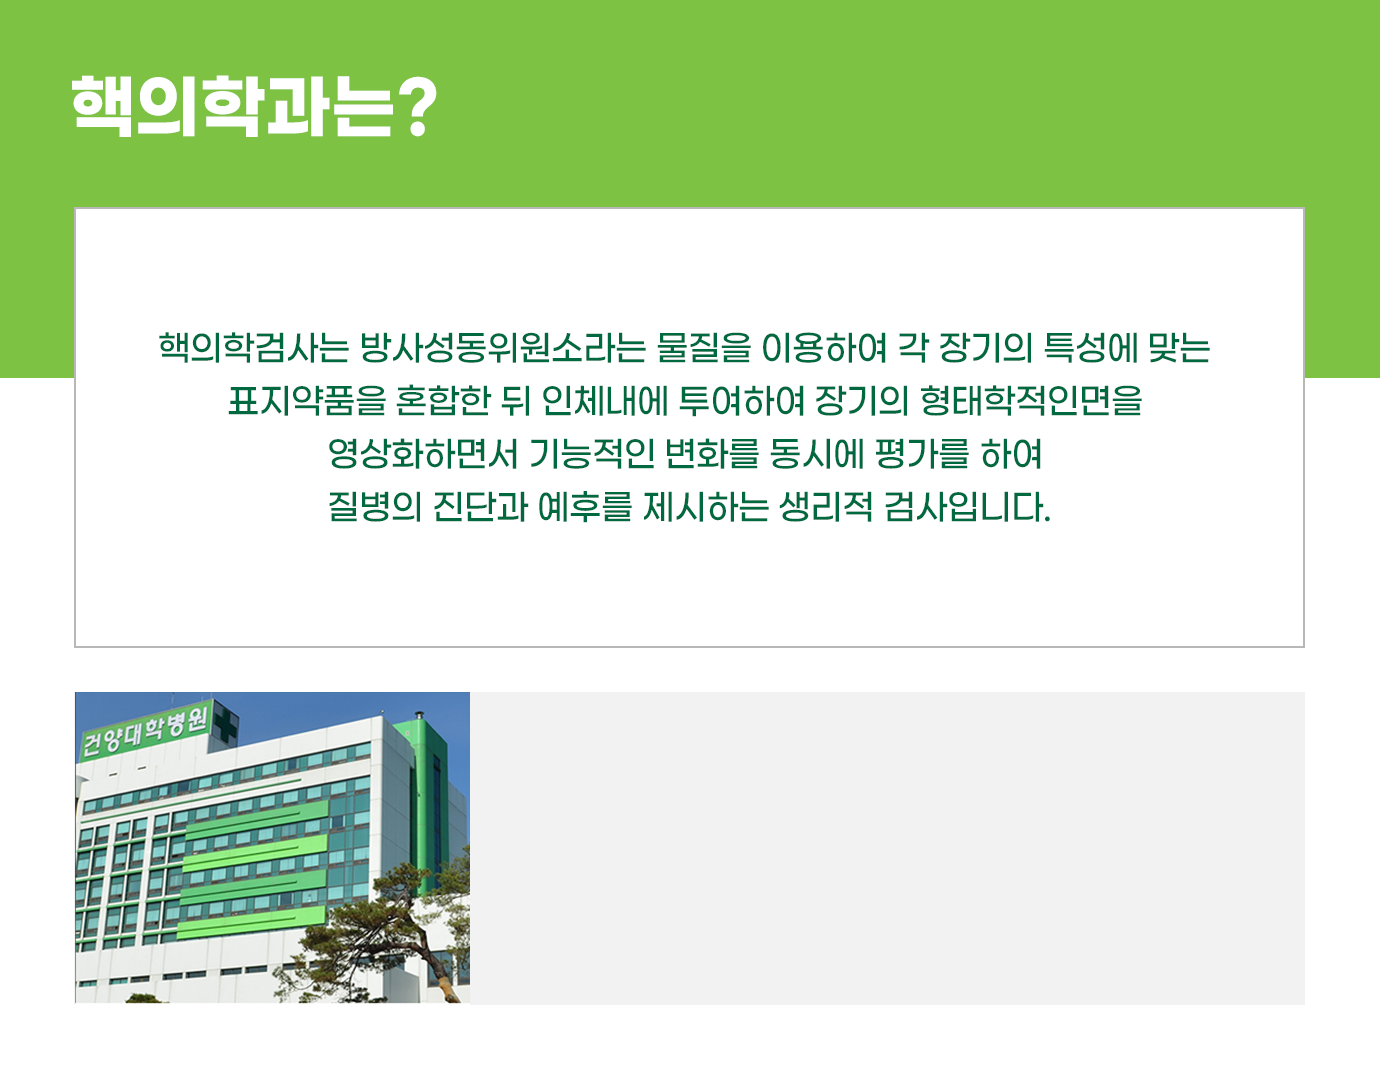 핵의학과는?
핵의학검사는 방사성동위원소라는 물질을 이용하여 각 장기의 특성에 맞는
표지약품을 혼합한 뒤 인체내에 투여하여 장기의 형태학적인면을
영상화하면서 기능적인 변화를 동시에 평가를 하여
질병의 진단과 예후를 제시하는 생리적 검사입니다.
건양대학병원